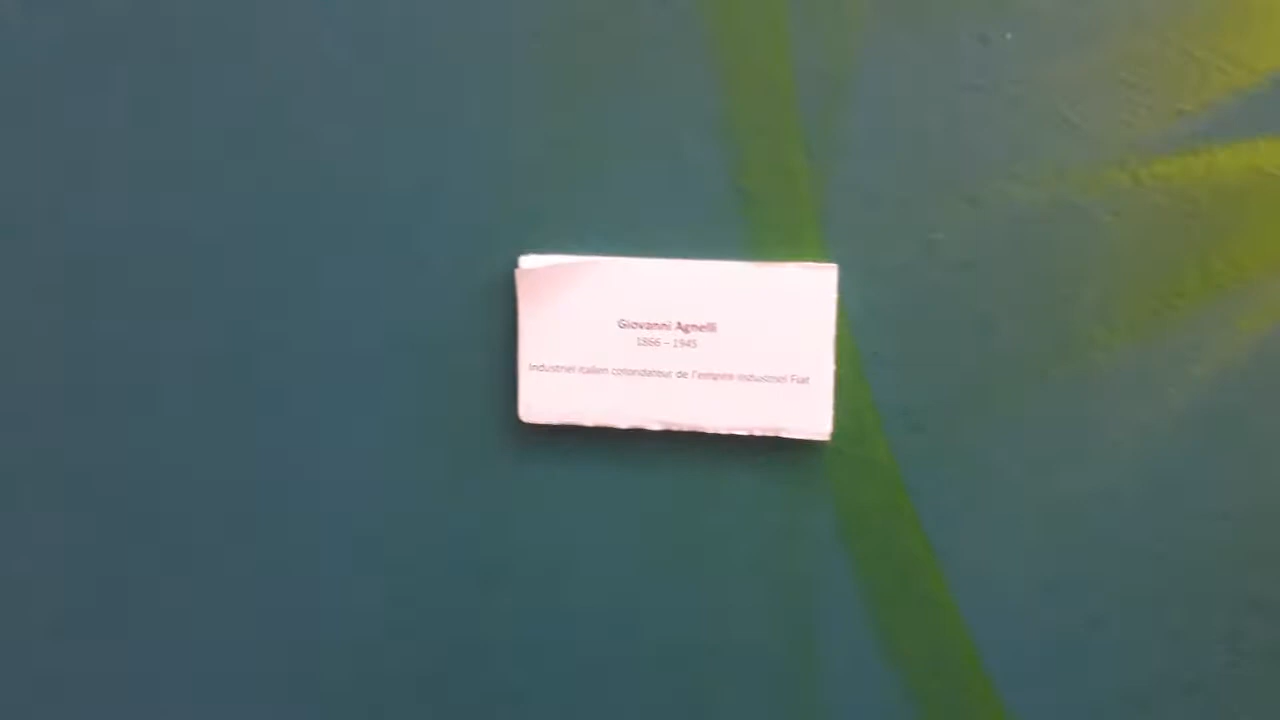 Giovanni Agnelli
1866 – 1945
Industriel italien cofondateur de l'empire industriel Fiat